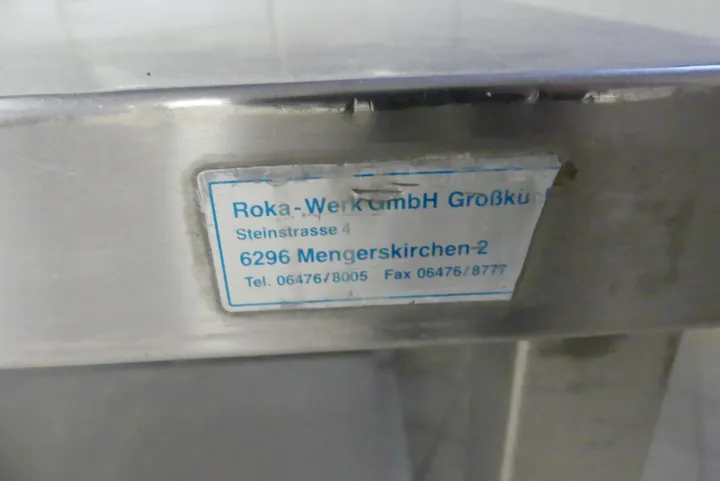 Roka-Werk GmbH Großkü
Steinstrasse 4
6296 Mengerskirchen-2
Tel. 06476/8005 Fax 06476/8777